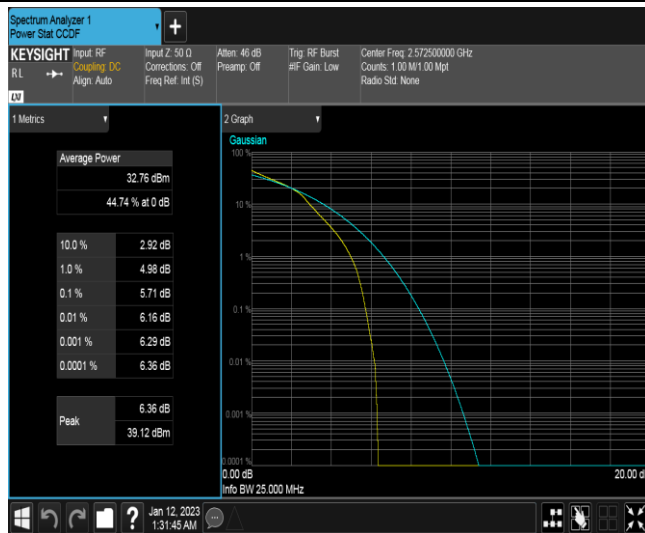 Spectrum Analyzer 1
Power Stat CCDF
+
KEYSIGHT
RL
LXI
Input: RF
Coupling: DC
Align: Auto
Input Z: 50 Ω
Corrections: Off
Freq Ref: Int (S)
Atten: 46 dB
Preamp: Off
Trig: RF Burst
#IF Gain: Low
Center Freq: 2.572500000 GHz
Counts: 1.00 M/1.00 Mpt
Radio Std: None
1 Metrics
Average Power
32.76 dBm
44.74 % at 0 dB
10.0 % 2.92 dB
1.0 % 4.98 dB
0.1 % 5.71 dB
0.01 % 6.16 dB
0.001 % 6.29 dB
0.0001 % 6.36 dB
Peak
6.36 dB
39.12 dBm
2 Graph
Gaussian
100 %
10 %
1 %
0.1 %
0.01 %
0.001 %
0.0001 %
0.00 dB
20.00 d
Info BW 25.000 MHz
?
Jan 12, 2023
1:31:45 AM